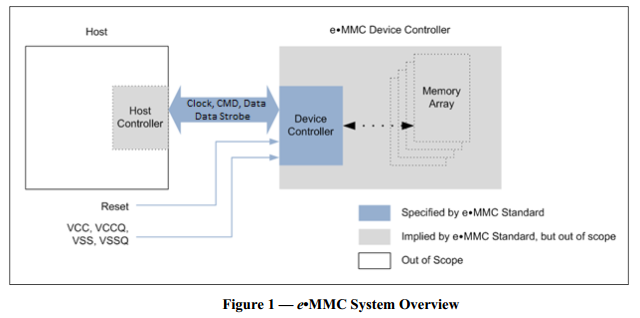 Host
e•MMC Device Controller
Host
Controller
Clock, CMD, Data
Data Strobe
Device
Controller
Memory
Array
Reset
VCC, VCCQ,
VSS, VSSQ
Specified by e•MMC Standard
Implied by e•MMC Standard, but out of scope
Out of Scope
Figure 1 — e•MMC System Overview